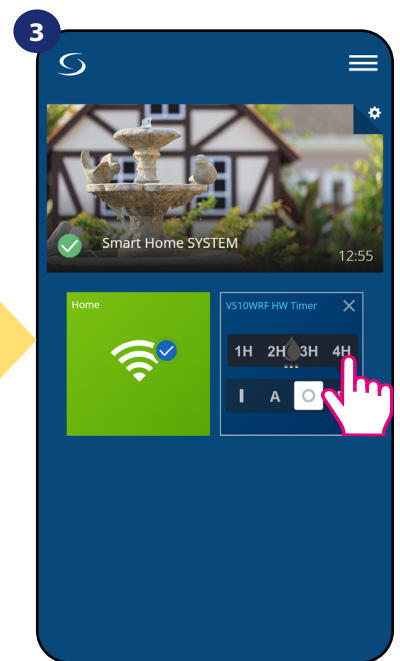 3
Smart Home SYSTEM
12:55
Home
VS10WRF HW Timer
1H 2H 3H 4H
I A O